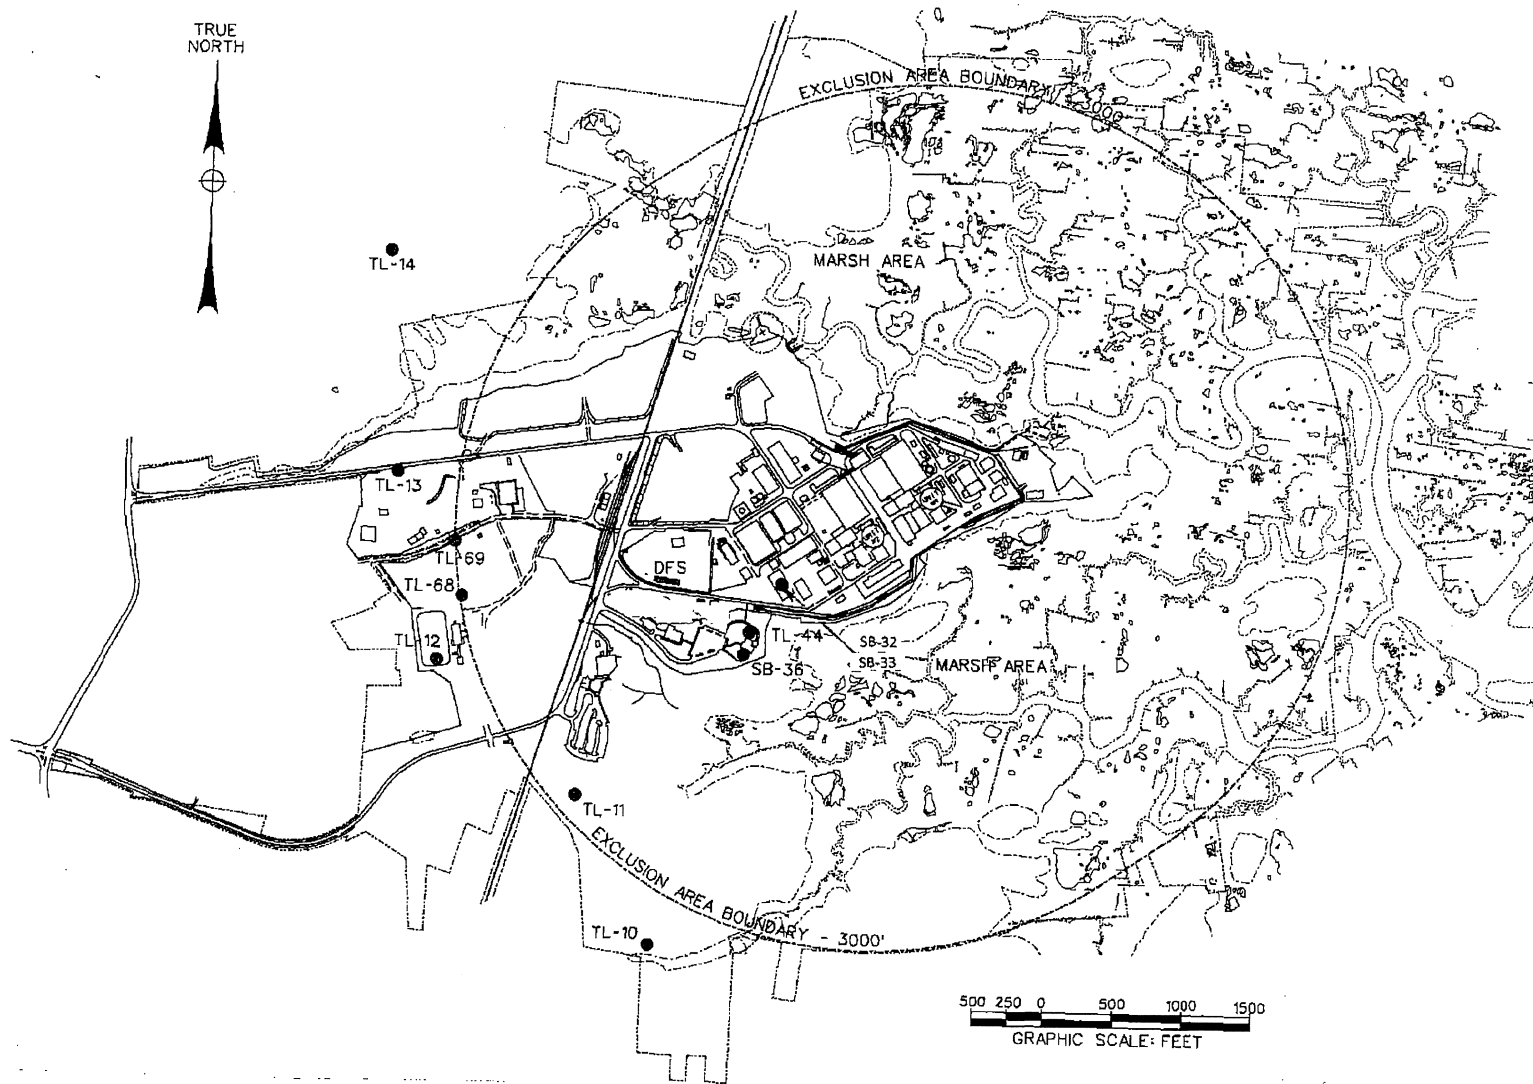 TRUE
NORTH
EXCLUSION AREA BOUNDARY - 3000'
TL-14
MARSH AREA
TL-13
TL-69
DFS
TL-68
TL-12
TL-44
SB-32
SB-33
MARSH AREA
SB-36
TL-11
EXCLUSION AREA BOUNDARY - 3000'
TL-10
500 250 0 500 1000 1500
GRAPHIC SCALE: FEET